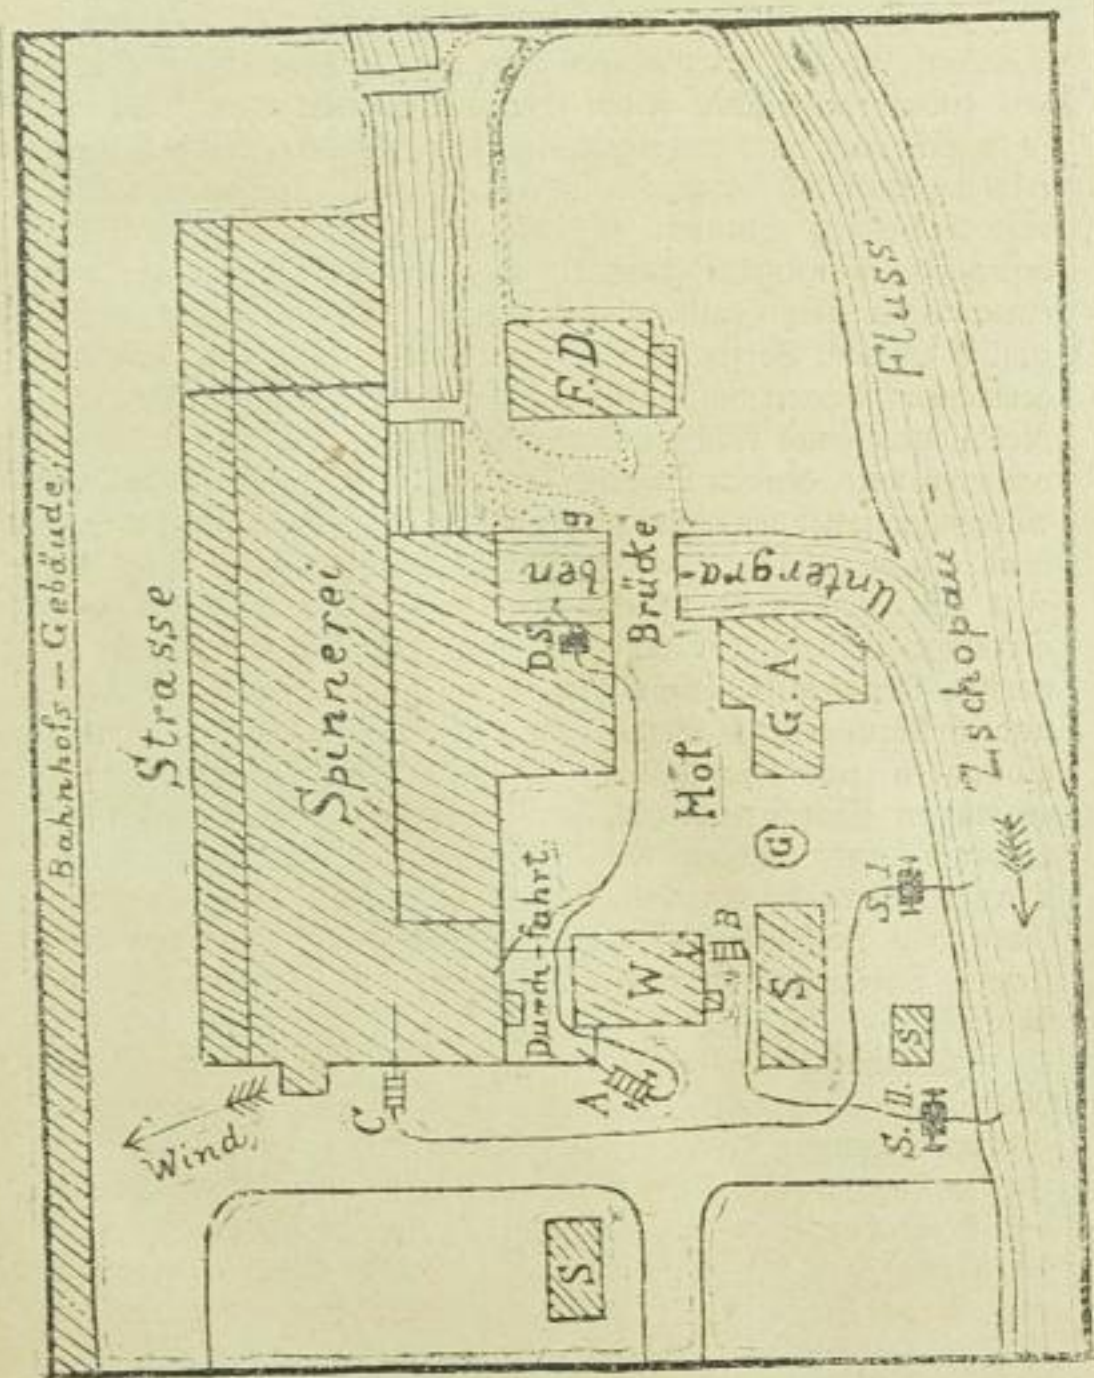 Bahnhofs – Gebäude.
Strasse
Spinnerei
F.D.
g
D.S.
Untergra-
ben
Brücke
G.A.
Hof
Fluss
Zschopau -
Durch-fahrt.
G
W
B
S
S. I
S
S. II.
A
C
Wind.
S